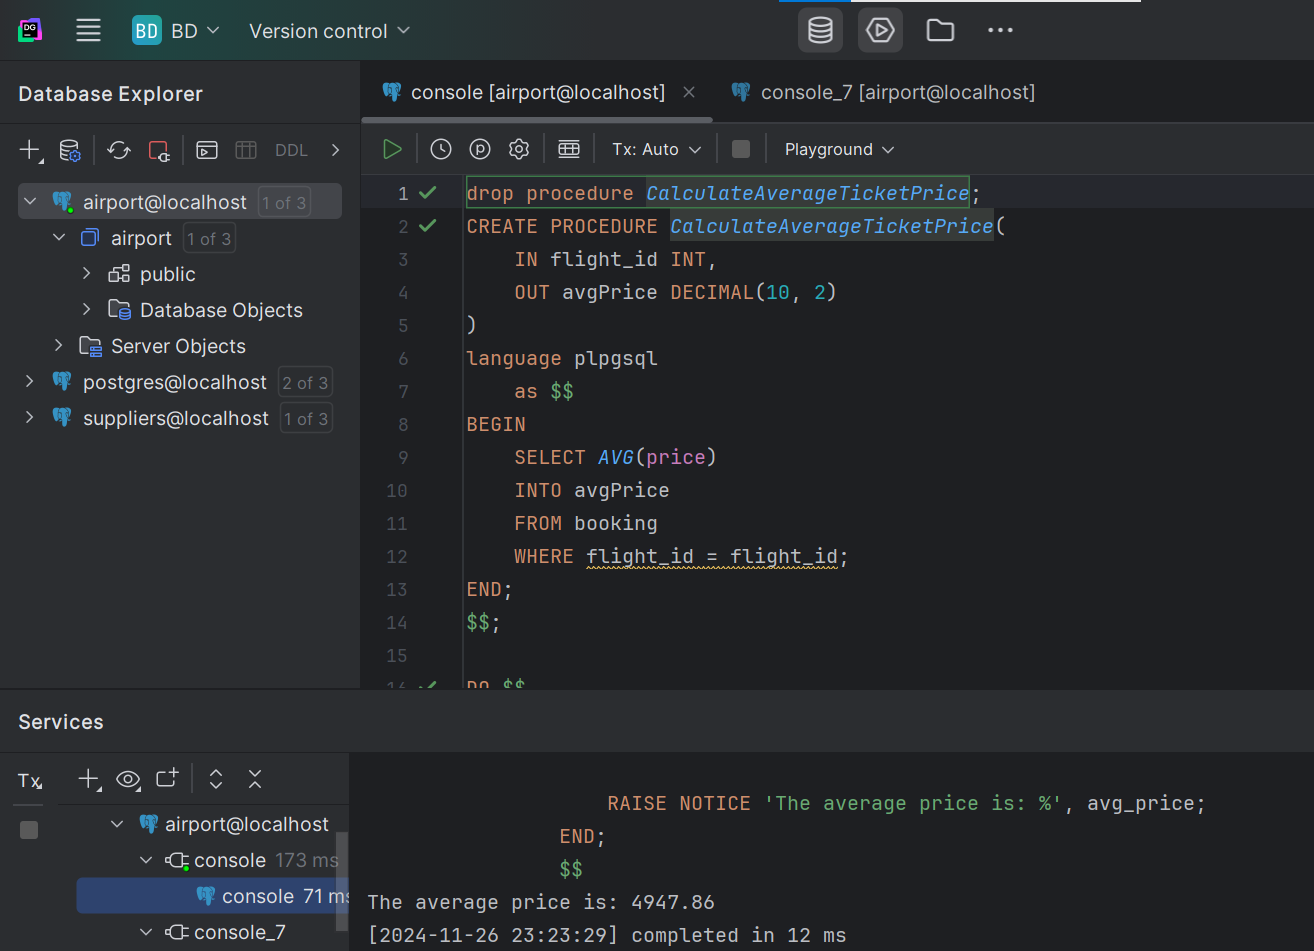 DG
BD BD Version control
Database Explorer
console [airport@localhost]
console_7 [airport@localhost]
DDL
Tx: Auto
Playground
airport@localhost 1 of 3
airport 1 of 3
public
Database Objects
Server Objects
postgres@localhost 2 of 3
suppliers@localhost 1 of 3
1 drop procedure CalculateAverageTicketPrice;
2 CREATE PROCEDURE CalculateAverageTicketPrice(
3 IN flight_id INT,
4 OUT avgPrice DECIMAL(10, 2)
5 )
6 language plpgsql
7 as $$
8 BEGIN
9 SELECT AVG(price)
10 INTO avgPrice
11 FROM booking
12 WHERE flight_id = flight_id;
13 END;
14 $$;
15
16 DO $$
Services
Tx
airport@localhost
console 173 ms
console 71 ms
console_7
RAISE NOTICE 'The average price is: %', avg_price;
END;
$$
The average price is: 4947.86
[2024-11-26 23:23:29] completed in 12 ms